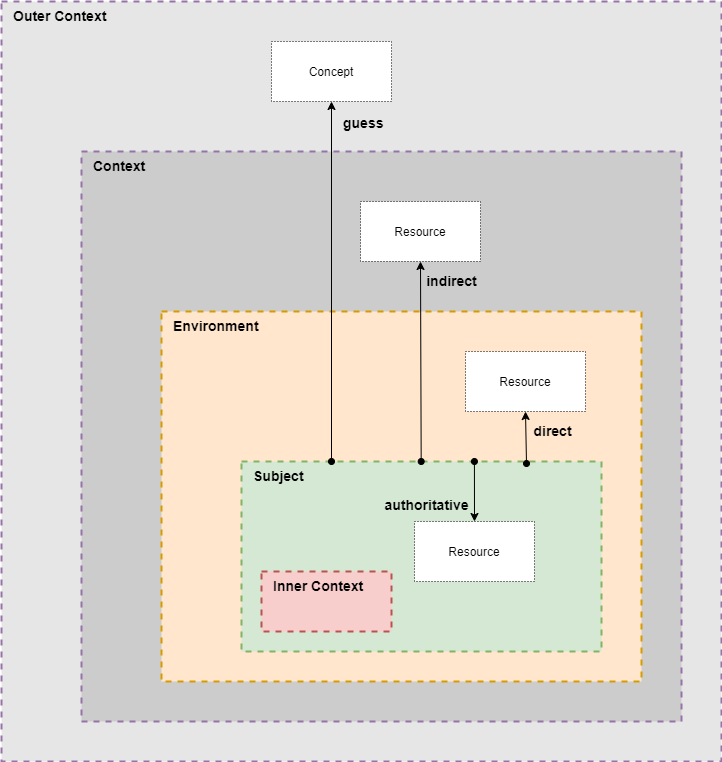 Outer Context
Concept
guess
Context
Resource
indirect
Environment
Resource
direct
Subject
authoritative
Resource
Inner Context